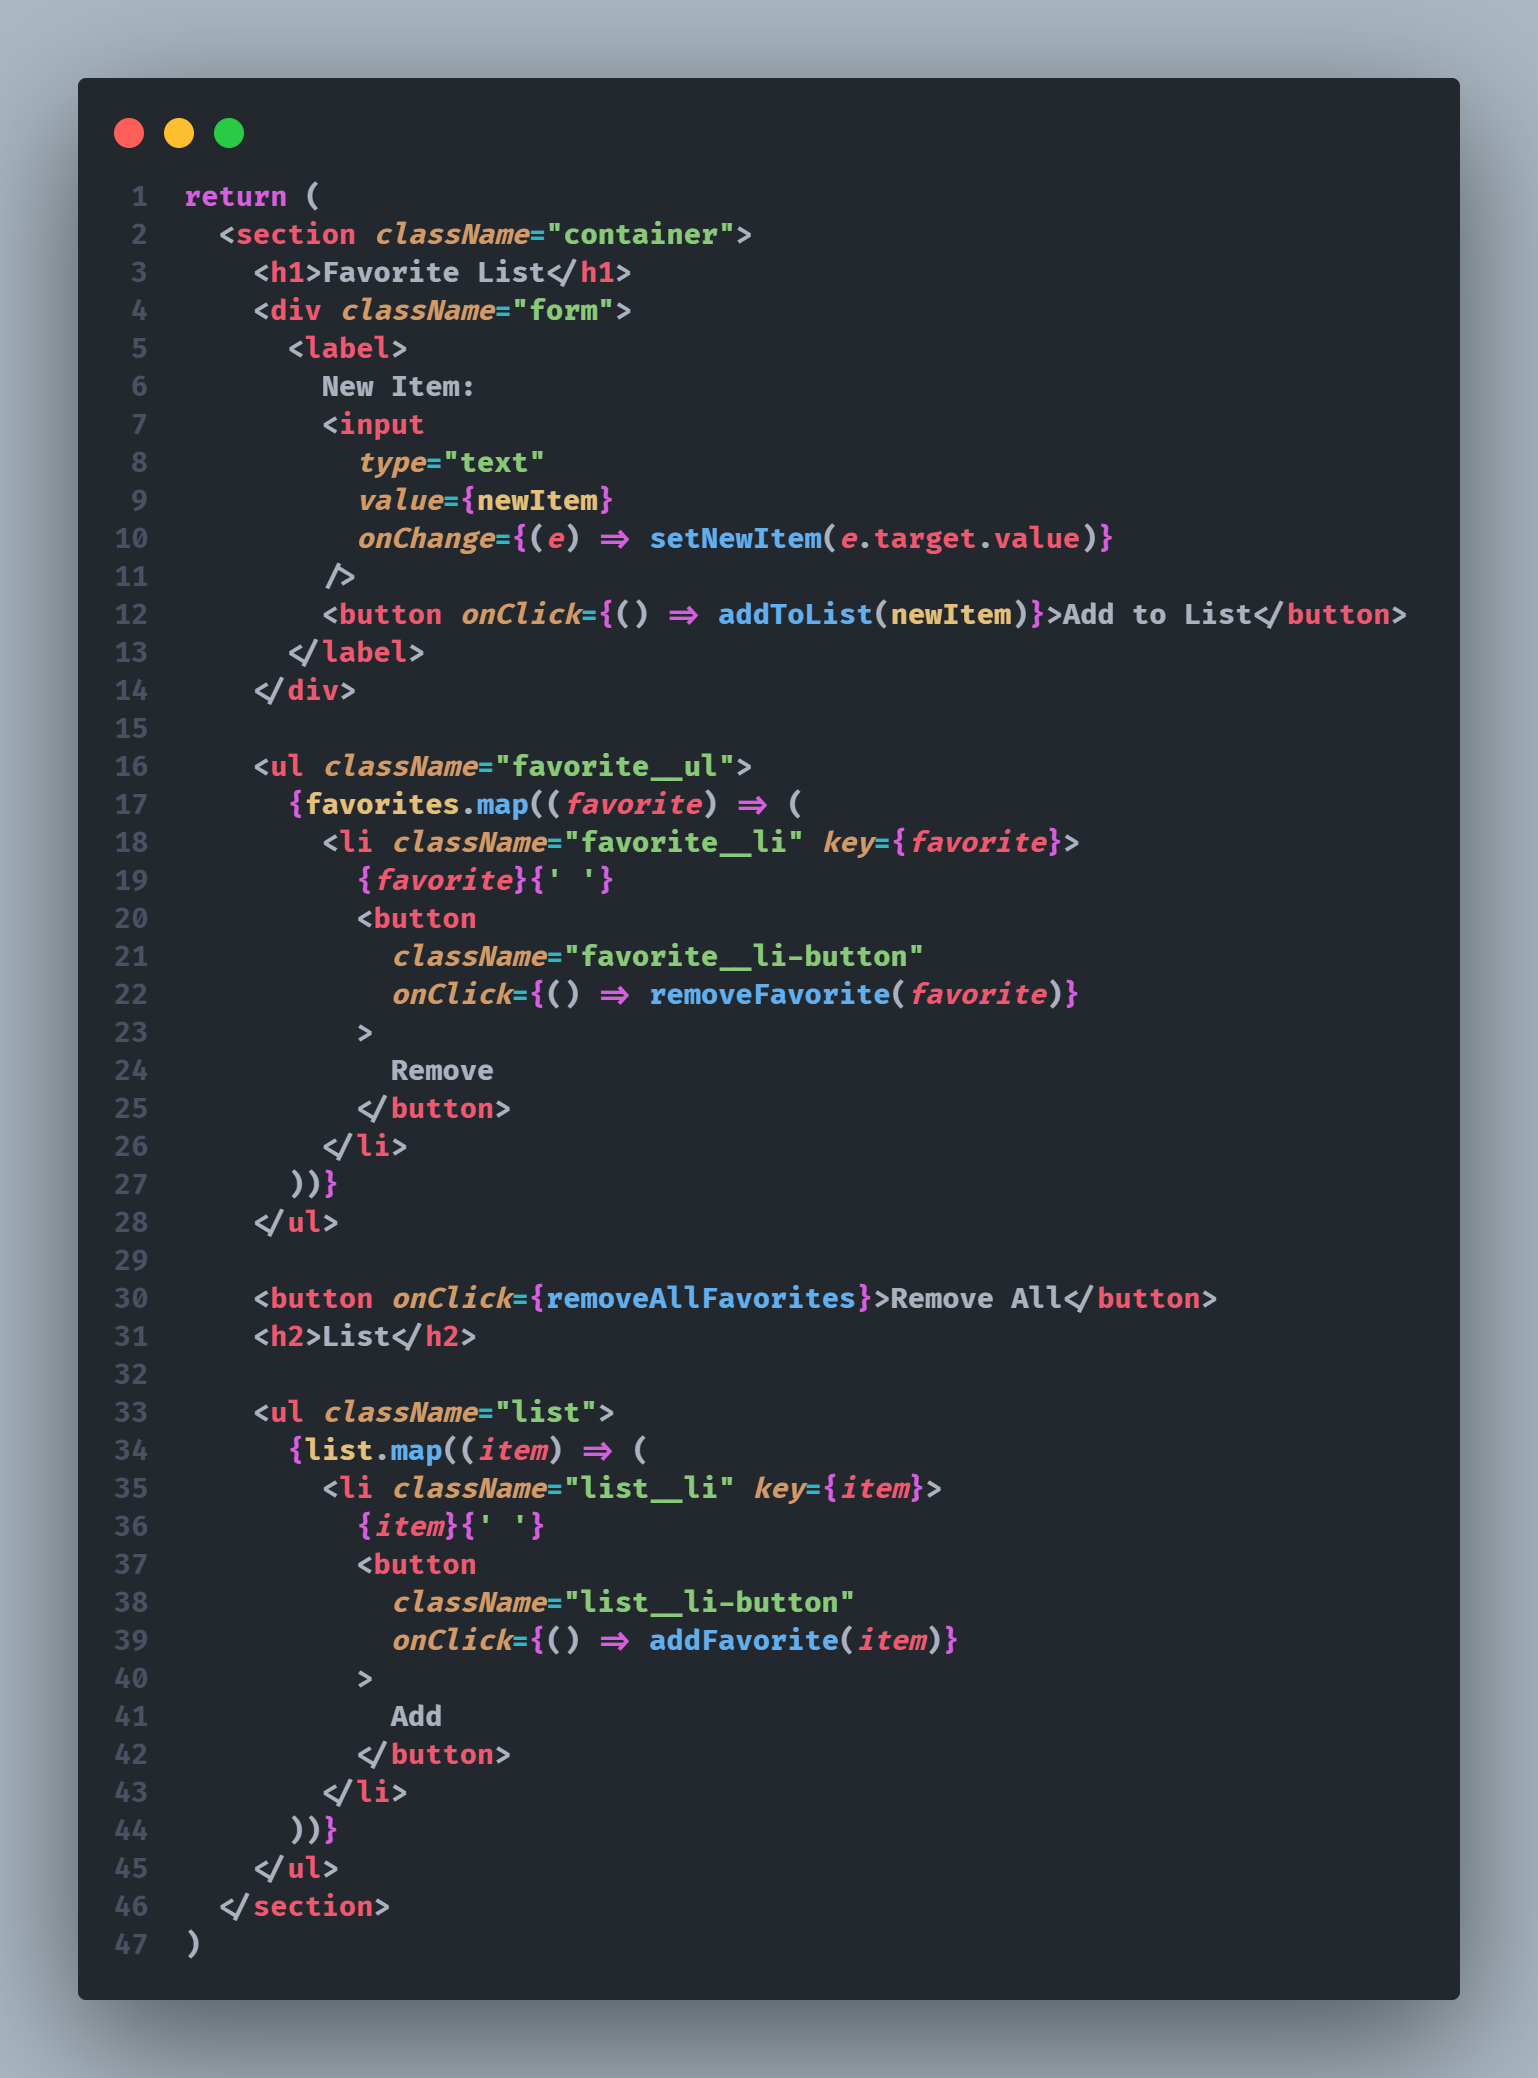 1 return (
2   <section className="container">
3     <h1>Favorite List</h1>
4     <div className="form">
5       <label>
6         New Item:
7         <input
8           type="text"
9           value={newItem}
10           onChange={(e) => setNewItem(e.target.value)}
11         />
12         <button onClick={() => addToList(newItem)}>Add to List</button>
13       </label>
14     </div>
15
16     <ul className="favorite__ul">
17       {favorites.map((favorite) => (
18         <li className="favorite__li" key={favorite}>
19           {favorite}{' '}
20           <button
21             className="favorite__li-button"
22             onClick={() => removeFavorite(favorite)}
23           >
24             Remove
25           </button>
26         </li>
27       ))}
28     </ul>
29
30     <button onClick={removeAllFavorites}>Remove All</button>
31     <h2>List</h2>
32
33     <ul className="list">
34       {list.map((item) => (
35         <li className="list__li" key={item}>
36           {item}{' '}
37           <button
38             className="list__li-button"
39             onClick={() => addFavorite(item)}
40           >
41             Add
42           </button>
43         </li>
44       ))}
45     </ul>
46   </section>
47 )